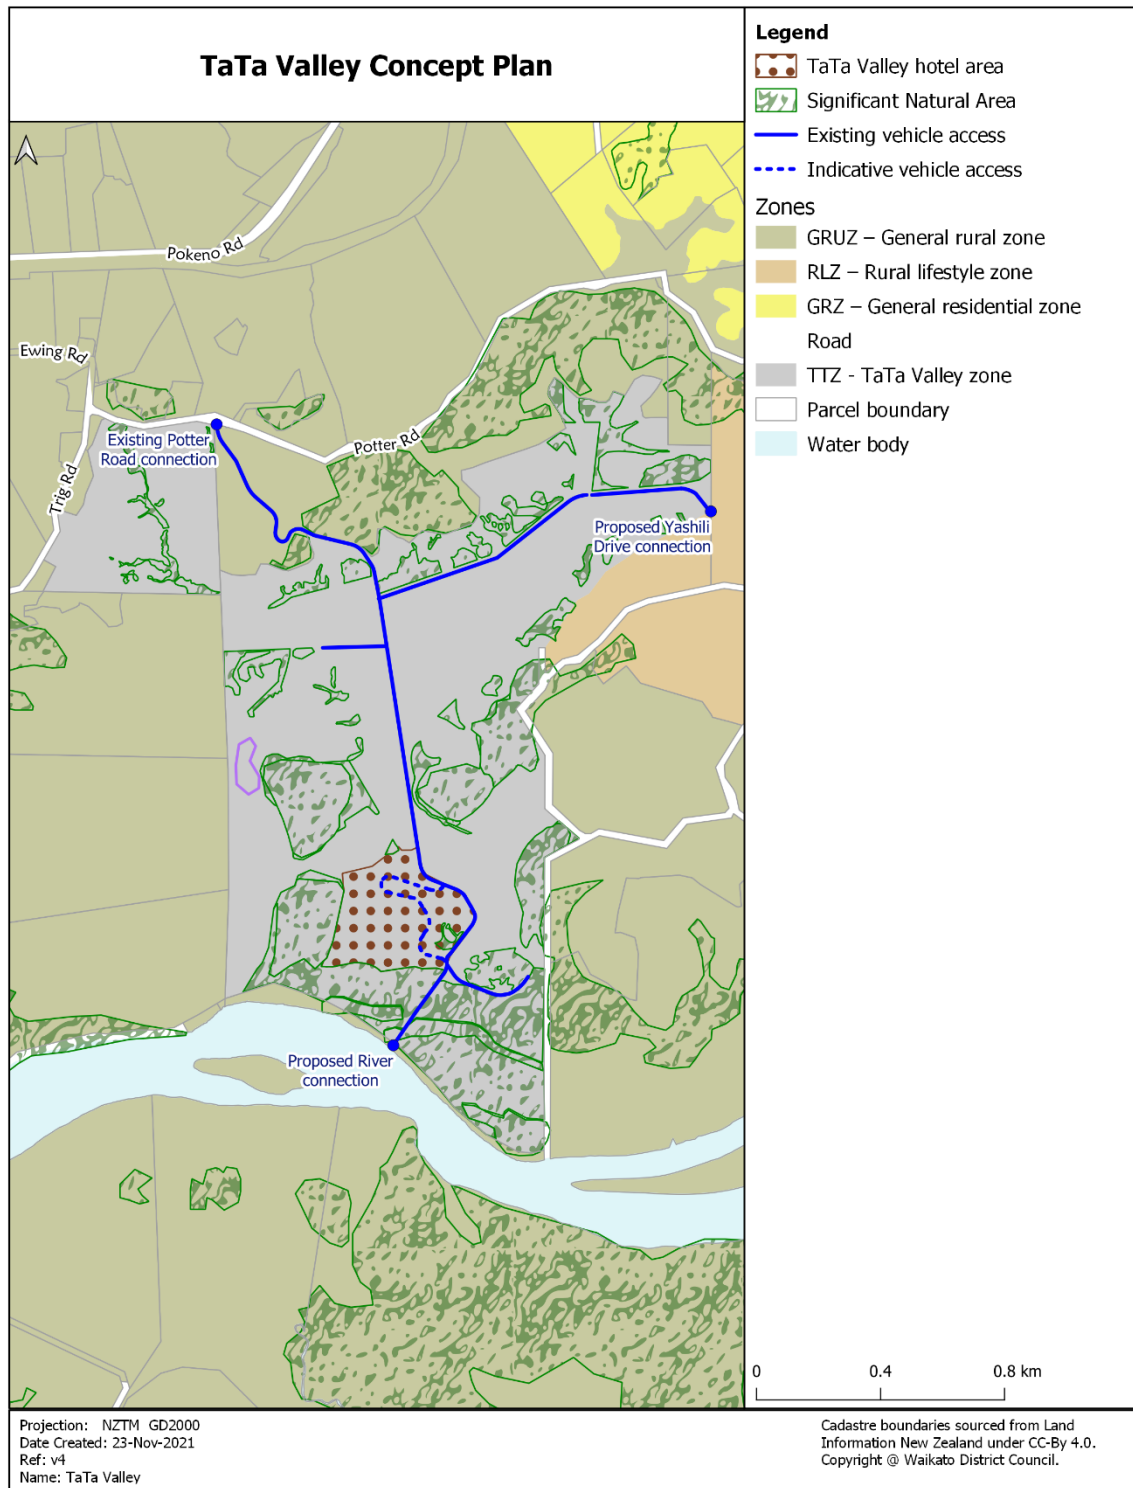 TaTa Valley Concept Plan
Legend
TaTa Valley hotel area
Significant Natural Area
Existing vehicle access
Indicative vehicle access
Zones
GRUZ – General rural zone
RLZ – Rural lifestyle zone
GRZ – General residential zone
Road
TTZ - TaTa Valley zone
Parcel boundary
Water body
Pokeno Rd
Ewing Rd
Existing Potter
Road connection
Potter Rd
Trig Rd
Proposed Yashili
Drive connection
Proposed River
connection
0 0.4 0.8 km
Projection: NZTM GD2000
Date Created: 23-Nov-2021
Ref: v4
Name: TaTa Valley
Cadastre boundaries sourced from Land
Information New Zealand under CC-By 4.0.
Copyright @ Waikato District Council.